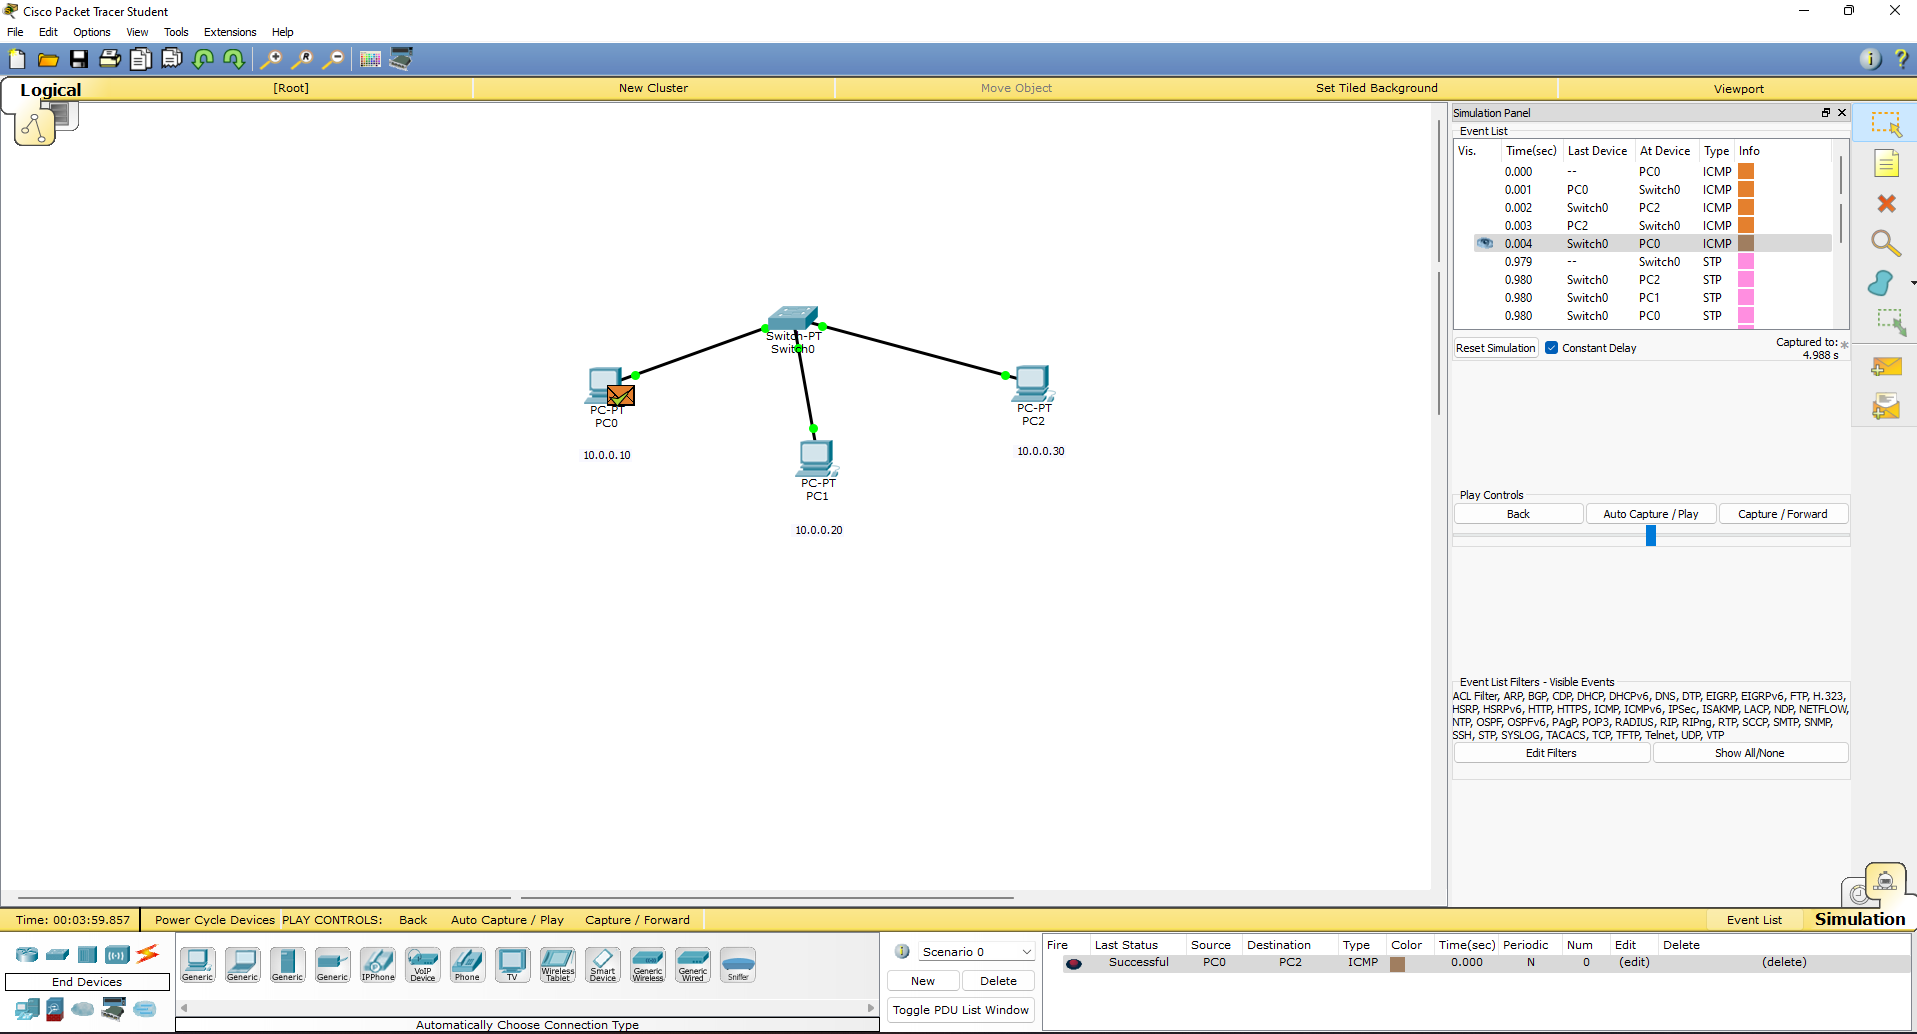 Cisco Packet Tracer Student
File Edit Options View Tools Extensions Help
Logical [Root] New Cluster Move Object Set Tiled Background Viewport
Switch-PT
Switch0
PC-PT
PC0
10.0.0.10
PC-PT
PC1
10.0.0.20
PC-PT
PC2
10.0.0.30
Simulation Panel
Event List
Vis. Time(sec) Last Device At Device Type Info
0.000 -- PC0 ICMP
0.001 PC0 Switch0 ICMP
0.002 Switch0 PC2 ICMP
0.003 PC2 Switch0 ICMP
0.004 Switch0 PC0 ICMP
0.979 -- Switch0 STP
0.980 Switch0 PC2 STP
0.980 Switch0 PC1 STP
0.980 Switch0 PC0 STP
Reset Simulation Constant Delay Captured to: *
4.988 s
Play Controls
Back Auto Capture / Play Capture / Forward
Event List Filters - Visible Events
ACL Filter, ARP, BGP, CDP, DHCP, DHCPv6, DNS, DTP, EIGRP, EIGRPv6, FTP, H.323,
HSRP, HSRPv6, HTTP, HTTPS, ICMP, ICMPv6, IPSec, ISAKMP, LACP, NDP, NETFLOW,
NTP, OSPF, OSPFv6, PAgP, POP3, RADIUS, RIP, RIPng, RTP, SCCP, SMTP, SNMP,
SSH, STP, SYSLOG, TACACS, TCP, TFTP, Telnet, UDP, VTP
Edit Filters Show All/None
Time: 00:03:59.857 Power Cycle Devices PLAY CONTROLS: Back Auto Capture / Play Capture / Forward Event List Simulation
End Devices
Generic Generic Generic Generic IPPhone VoIP Device Phone TV Wireless Tablet Smart Device Generic Wireless Generic Wired Sniffer
Automatically Choose Connection Type
Scenario 0
New Delete
Toggle PDU List Window
Fire Last Status Source Destination Type Color Time(sec) Periodic Num Edit Delete
Successful PC0 PC2 ICMP 0.000 N 0 (edit) (delete)